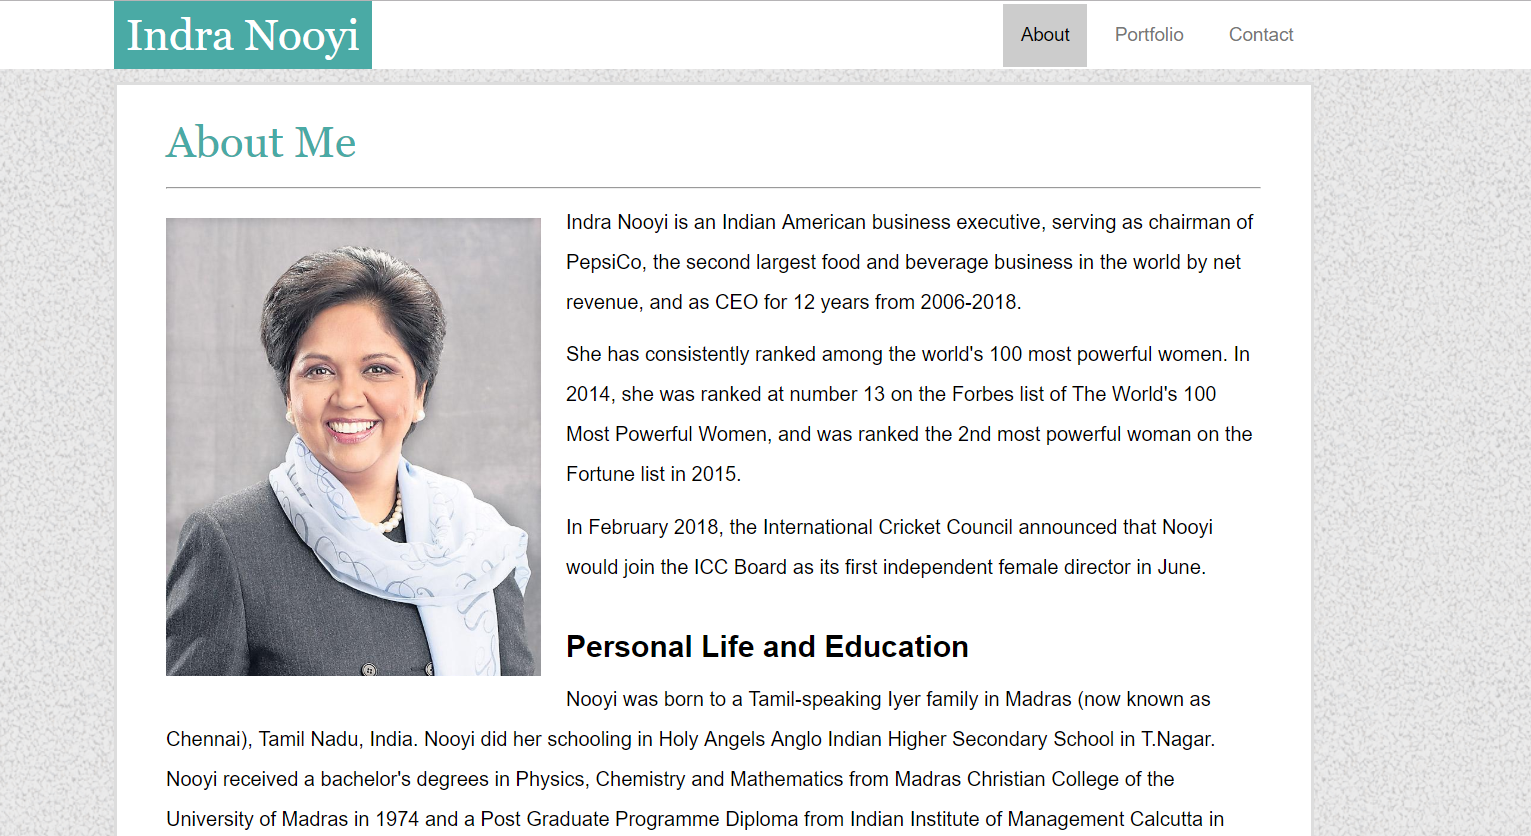 Indra Nooyi
About Portfolio Contact
About Me
Indra Nooyi is an Indian American business executive, serving as chairman of
PepsiCo, the second largest food and beverage business in the world by net
revenue, and as CEO for 12 years from 2006-2018.
She has consistently ranked among the world's 100 most powerful women. In
2014, she was ranked at number 13 on the Forbes list of The World's 100
Most Powerful Women, and was ranked the 2nd most powerful woman on the
Fortune list in 2015.
In February 2018, the International Cricket Council announced that Nooyi
would join the ICC Board as its first independent female director in June.
Personal Life and Education
Nooyi was born to a Tamil-speaking Iyer family in Madras (now known as
Chennai), Tamil Nadu, India. Nooyi did her schooling in Holy Angels Anglo Indian Higher Secondary School in T.Nagar.
Nooyi received a bachelor's degrees in Physics, Chemistry and Mathematics from Madras Christian College of the
University of Madras in 1974 and a Post Graduate Programme Diploma from Indian Institute of Management Calcutta in